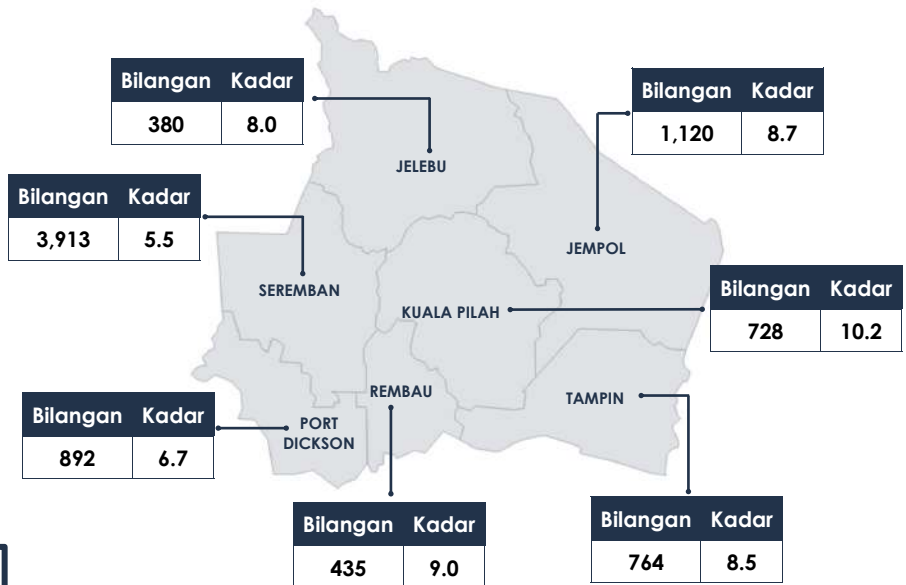 Bilangan Kadar
380 8.0
Bilangan Kadar
1,120 8.7
JELEBU
Bilangan Kadar
3,913 5.5
JEMPOL
SEREMBAN
Bilangan Kadar
728 10.2
KUALA PILAH
REMBAU
TAMPIN
Bilangan Kadar
892 6.7
PORT
DICKSON
Bilangan Kadar
435 9.0
Bilangan Kadar
764 8.5